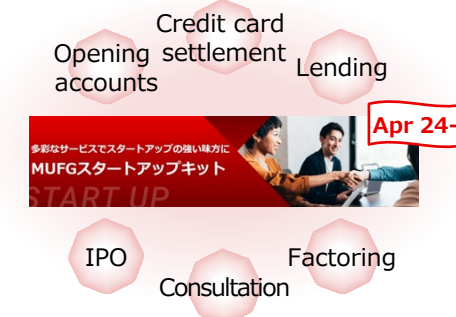 Credit card
settlement
Opening
accounts
Lending
Apr 24-
多彩なサービスでスタートアップの強い味方に
MUFGスタートアップキット
START UP
IPO
Factoring
Consultation